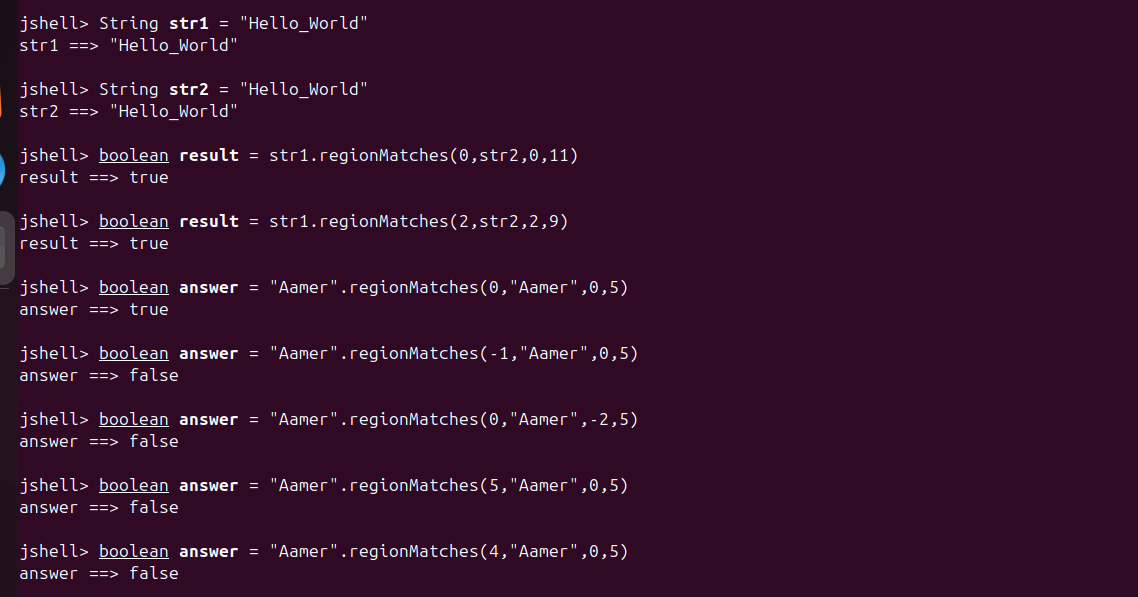 jshell> String str1 = "Hello_World"
str1 ==> "Hello_World"
jshell> String str2 = "Hello_World"
str2 ==> "Hello_World"
jshell> boolean result = str1.regionMatches(0,str2,0,11)
result ==> true
jshell> boolean result = str1.regionMatches(2,str2,2,9)
result ==> true
jshell> boolean answer = "Aamer".regionMatches(0,"Aamer",0,5)
answer ==> true
jshell> boolean answer = "Aamer".regionMatches(-1,"Aamer",0,5)
answer ==> false
jshell> boolean answer = "Aamer".regionMatches(0,"Aamer",-2,5)
answer ==> false
jshell> boolean answer = "Aamer".regionMatches(5,"Aamer",0,5)
answer ==> false
jshell> boolean answer = "Aamer".regionMatches(4,"Aamer",0,5)
answer ==> false